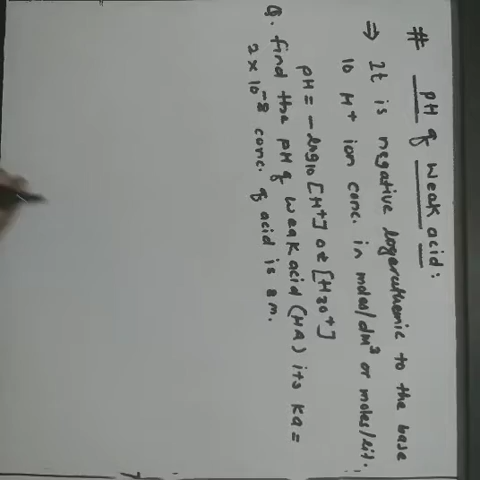 # pH of weak acid:
⇒ It is negative logeruthemic to the base
10 H⁺ ion conc. in moles/dm³ or moles/lit.
pH = -log₁₀ [H⁺] or [H₃O⁺]
Q. find the pH of weak acid (HA) its Ka =
2×10⁻⁸ conc. of acid is 2 m.